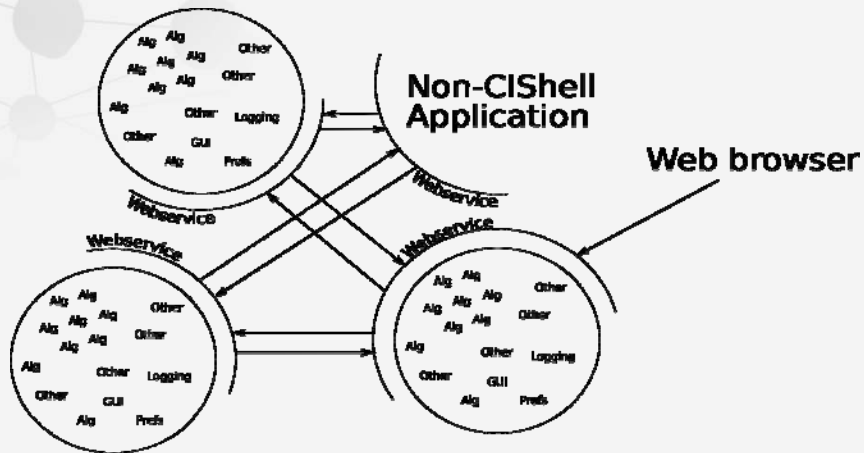 Alg
Alg
Other
Alg
Alg
Alg
Other
Alg
Alg
Alg
Other
Logging
Other
GUI
Alg
Prefs
Webservice
Non-CIShell
Application
Webservice
Web browser
Webservice
Alg
Alg
Other
Alg
Alg
Alg
Other
Alg
Alg
Alg
Other
Logging
Other
GUI
Alg
Prefs
Webservice
Alg
Alg
Other
Alg
Alg
Alg
Other
Alg
Alg
Alg
Other
Logging
Other
GUI
Alg
Prefs